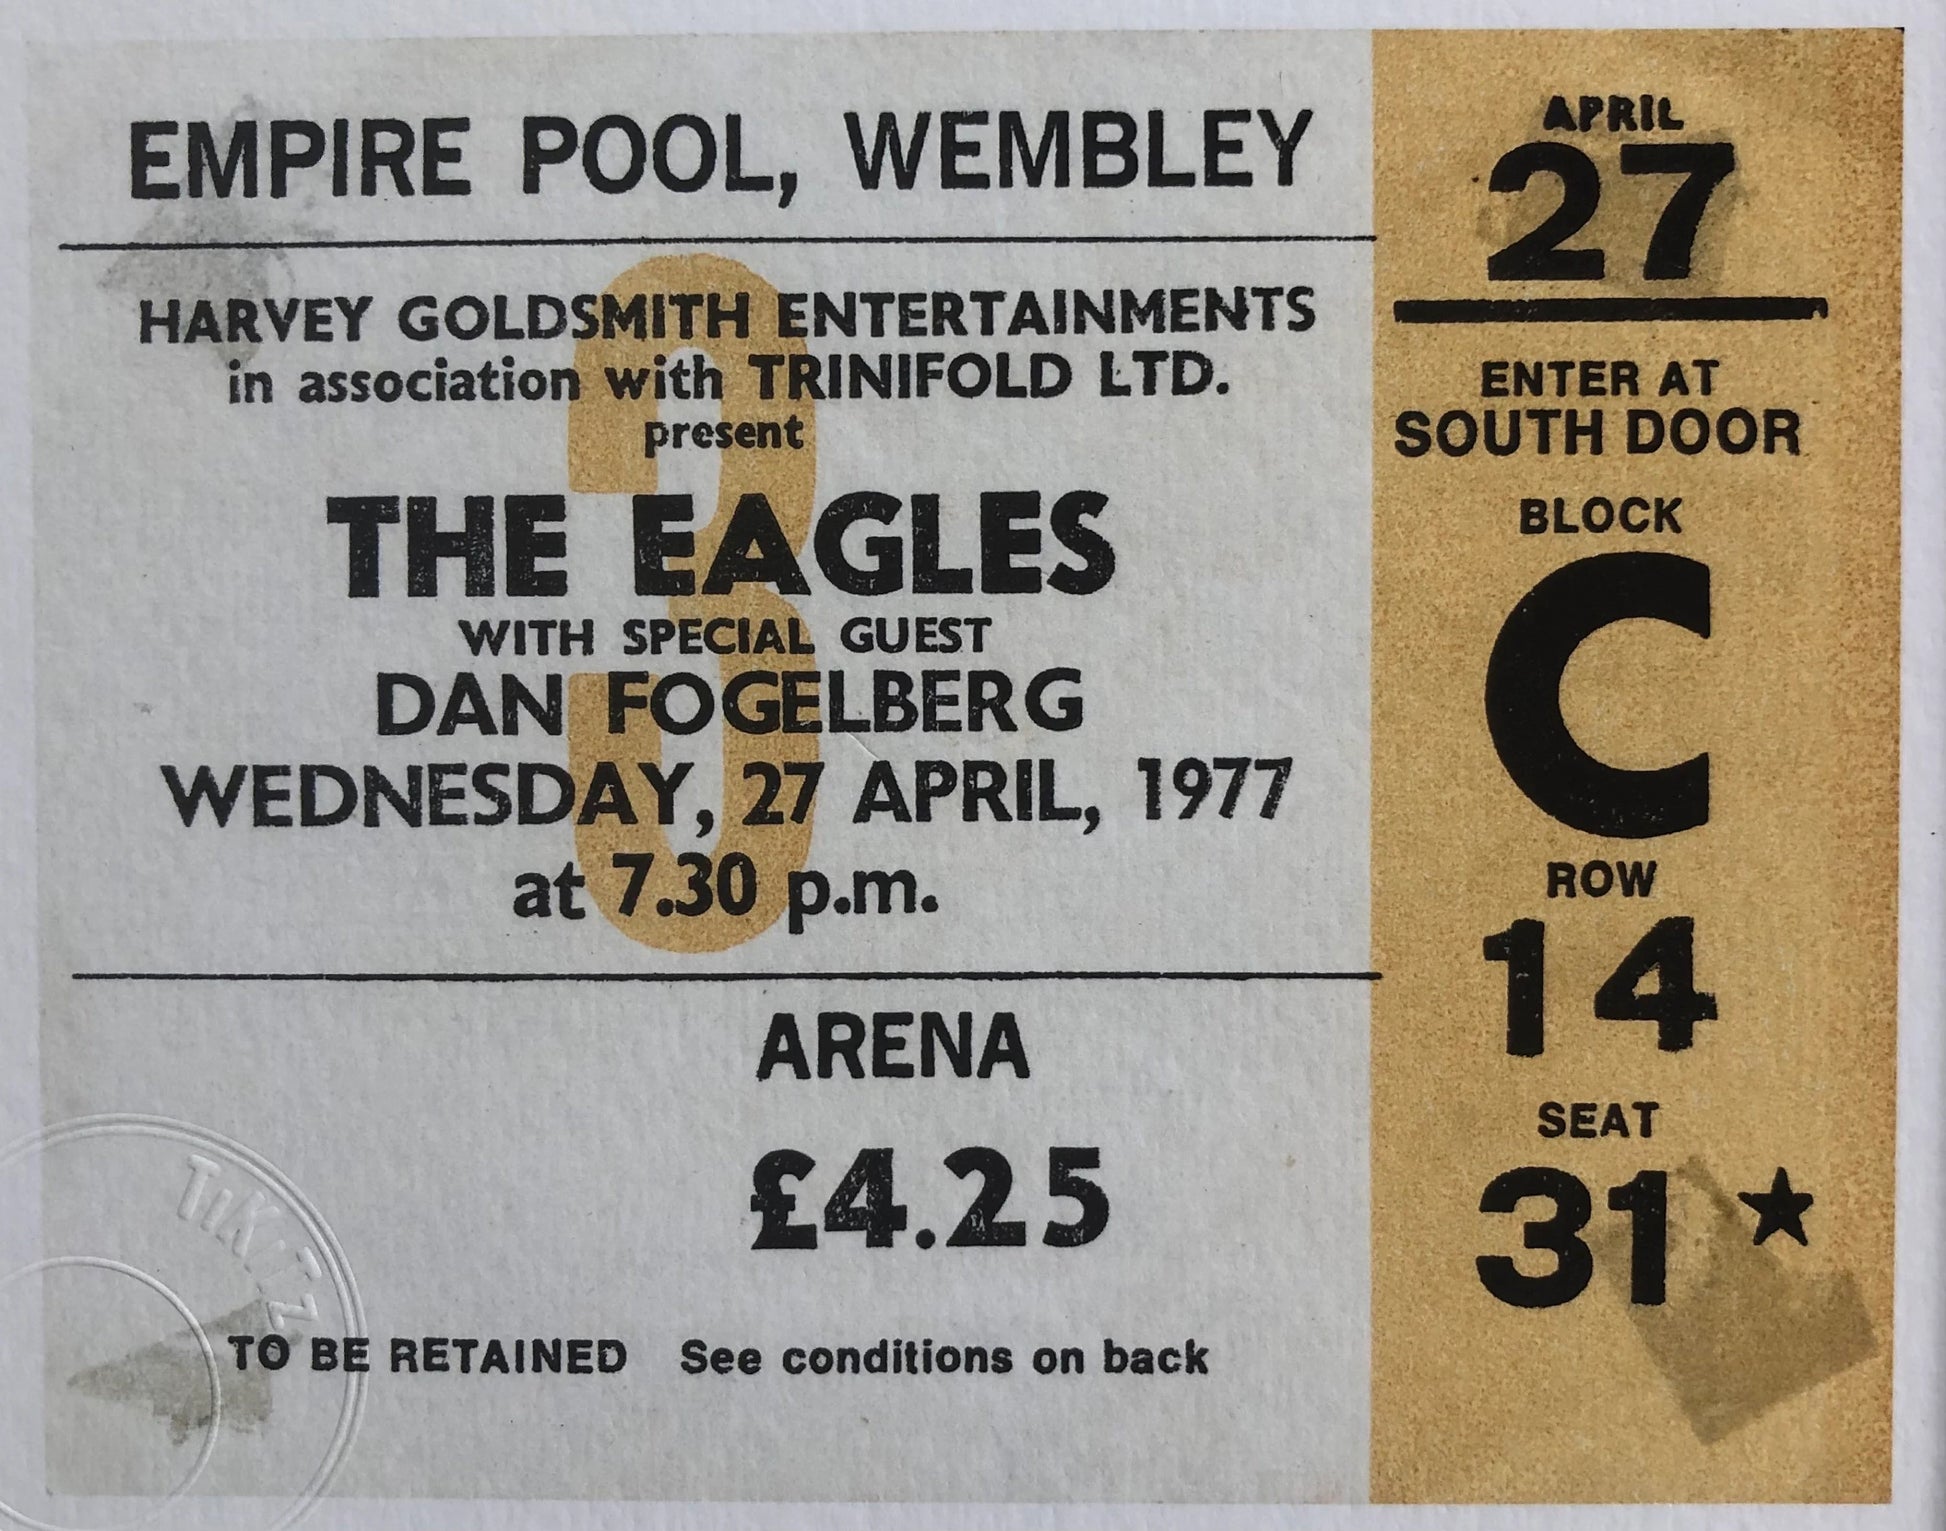 EMPIRE POOL, WEMBLEY
HARVEY GOLDSMITH ENTERTAINMENTS
in association with TRINIFOLD LTD.
present
THE EAGLES
WITH SPECIAL GUEST
DAN FOGELBERG
WEDNESDAY, 27 APRIL, 1977
at 7.30 p.m.
3
ARENA
£4.25
TO BE RETAINED See conditions on back
APRIL
27
ENTER AT
SOUTH DOOR
BLOCK
C
ROW
14
SEAT
31 ★